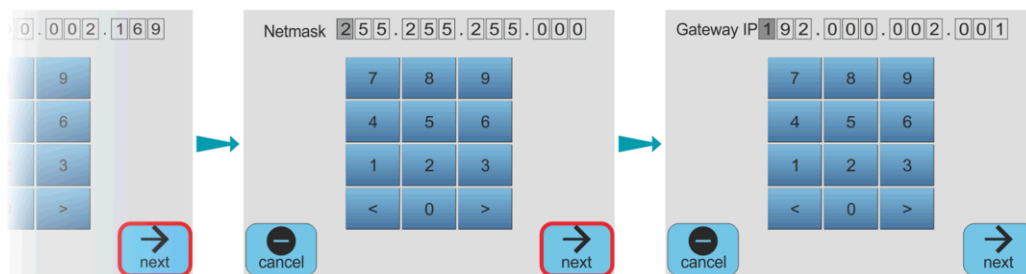 0.002.169
9
6
3
>
next
Netmask 255.255.255.000
7 8 9
4 5 6
1 2 3
< 0 >
cancel
next
Gateway IP 192.000.002.001
7 8 9
4 5 6
1 2 3
< 0 >
cancel
next